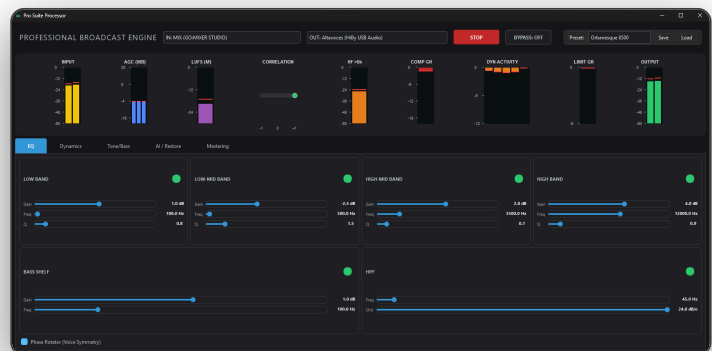 Pro Suite Processor
PROFESSIONAL BROADCAST ENGINE
IN: MIX (GO:MIXER STUDIO)
OUT: Altavoces (HiBy USB Audio)
STOP
BYPASS: OFF
Preset:
Orbanesque 8500
Save
Load
INPUT
AGC (MB)
LUFS (M)
CORRELATION
HF >5k
COMP GR
DYN ACTIVITY
LIMIT GR
OUTPUT
-1 0 +1
EQ
Dynamics
Tone/Bass
AI / Restore
Mastering
LOW BAND
Gain 1.0 dB
Freq 100.0 Hz
Q 0.8
LOW-MID BAND
Gain -2.5 dB
Freq 500.0 Hz
Q 1.5
HIGH-MID BAND
Gain 2.0 dB
Freq 3500.0 Hz
Q 0.7
HIGH BAND
Gain 4.0 dB
Freq 12000.0 Hz
Q 0.9
BASS SHELF
Gain 1.0 dB
Freq 100.0 Hz
HPF
Freq 45.0 Hz
Ord 24.0 dB/o
Phase Rotator (Voice Symmetry)